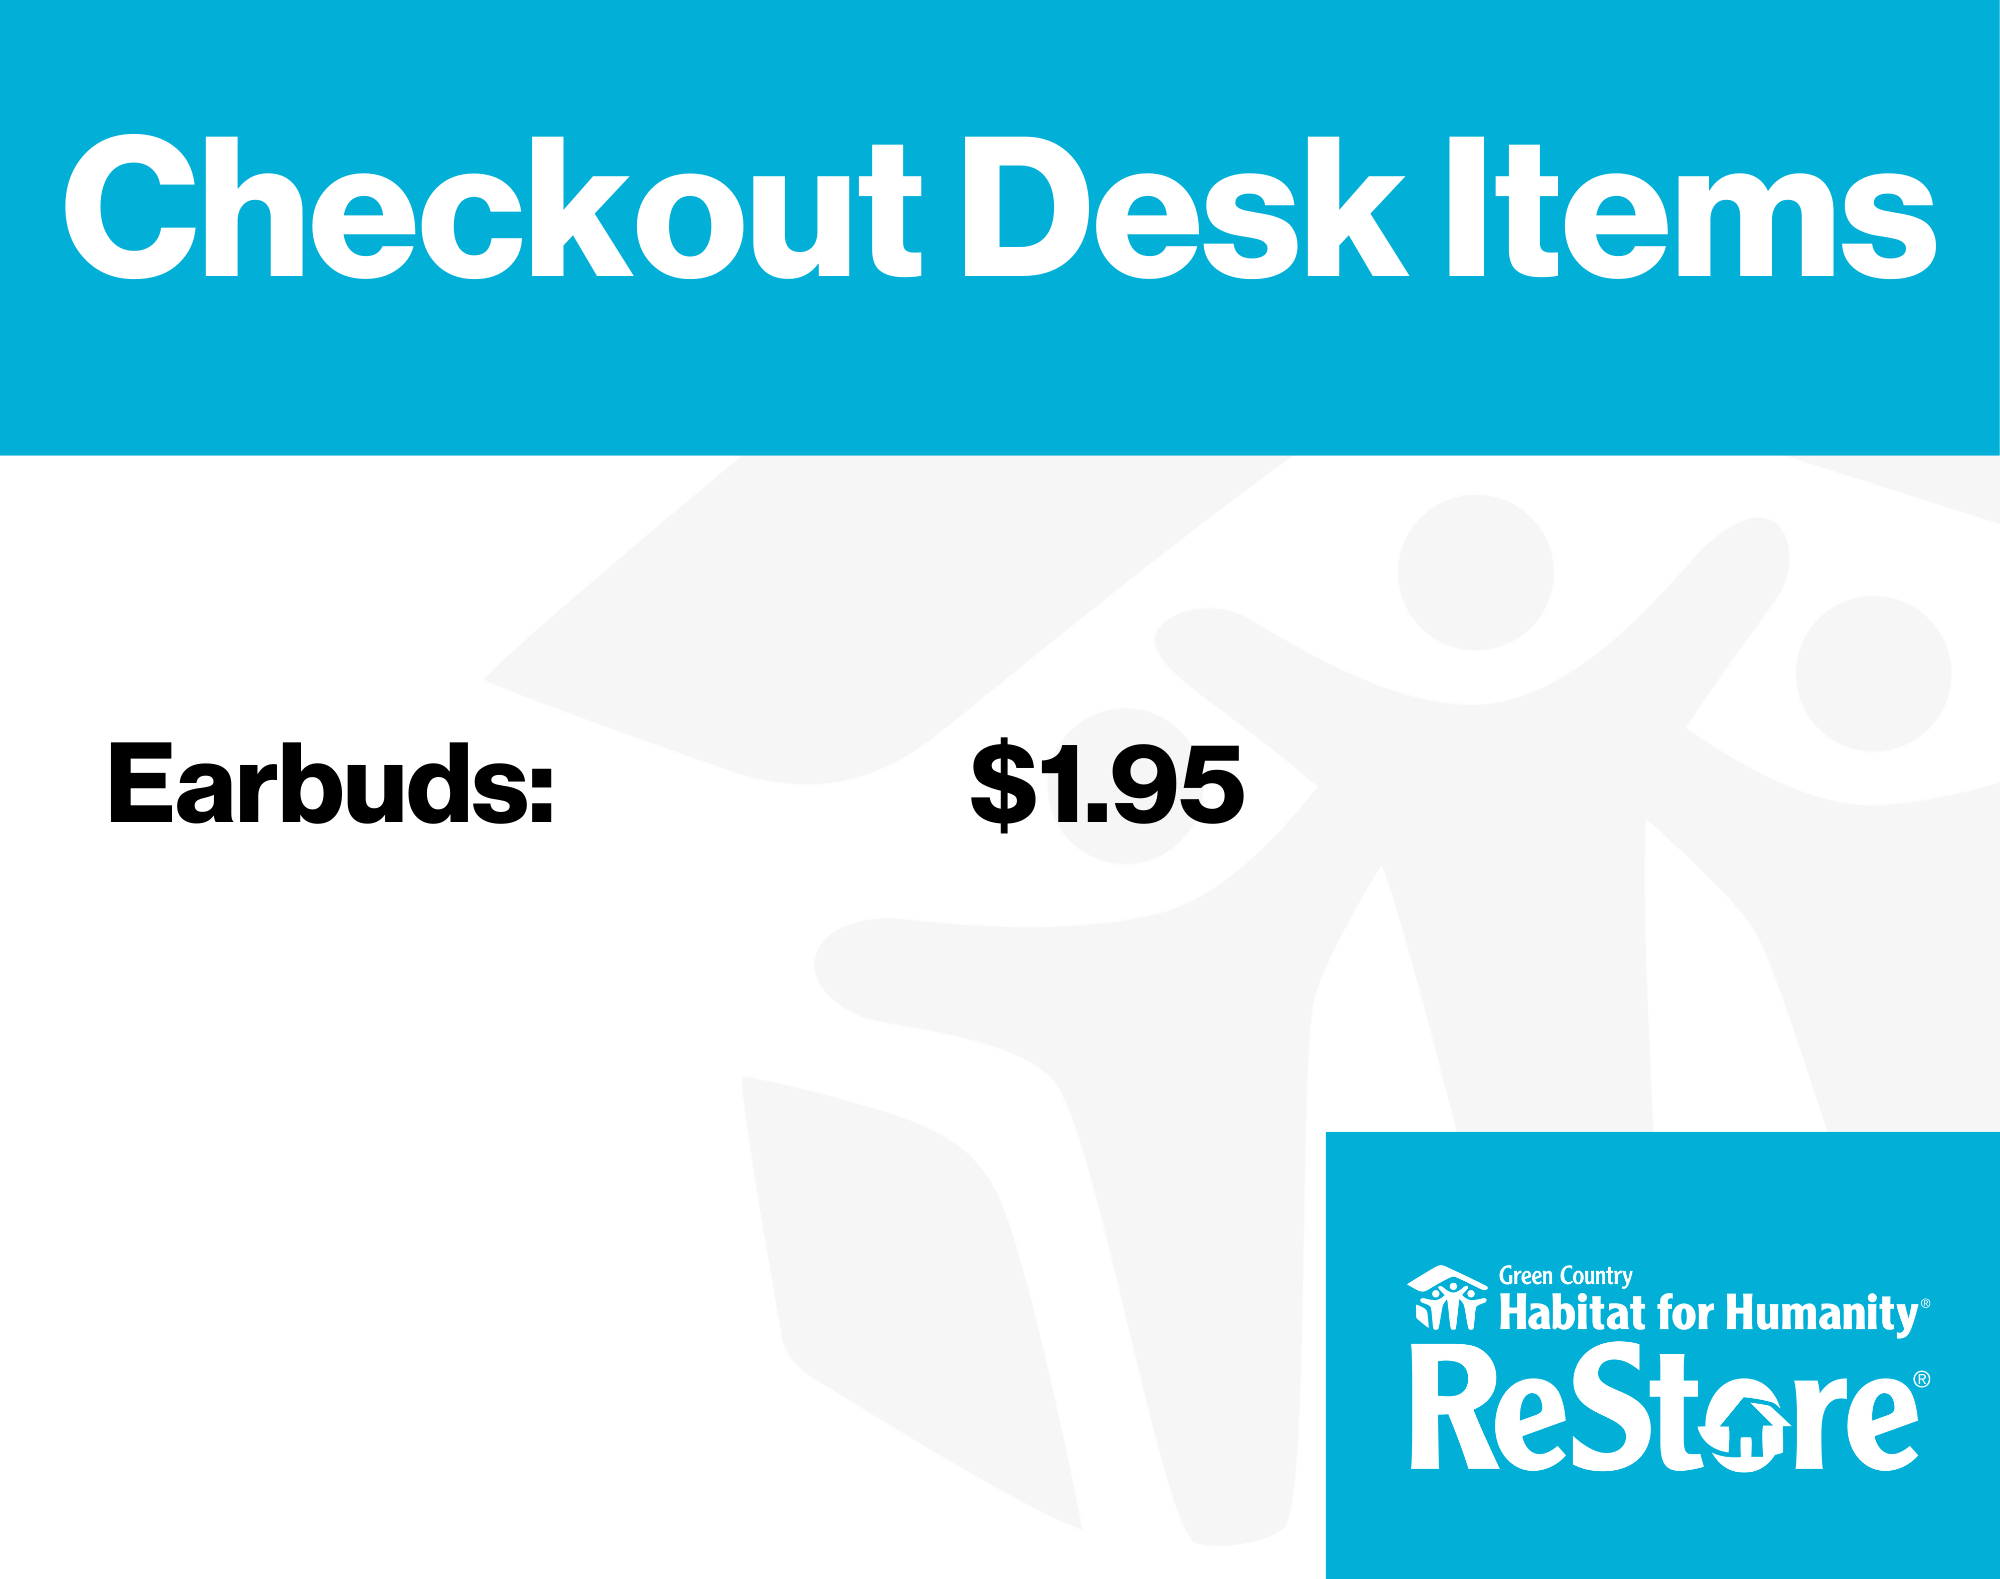 Checkout Desk Items
Earbuds: $1.95
Green Country
Habitat for Humanity®
ReStore®